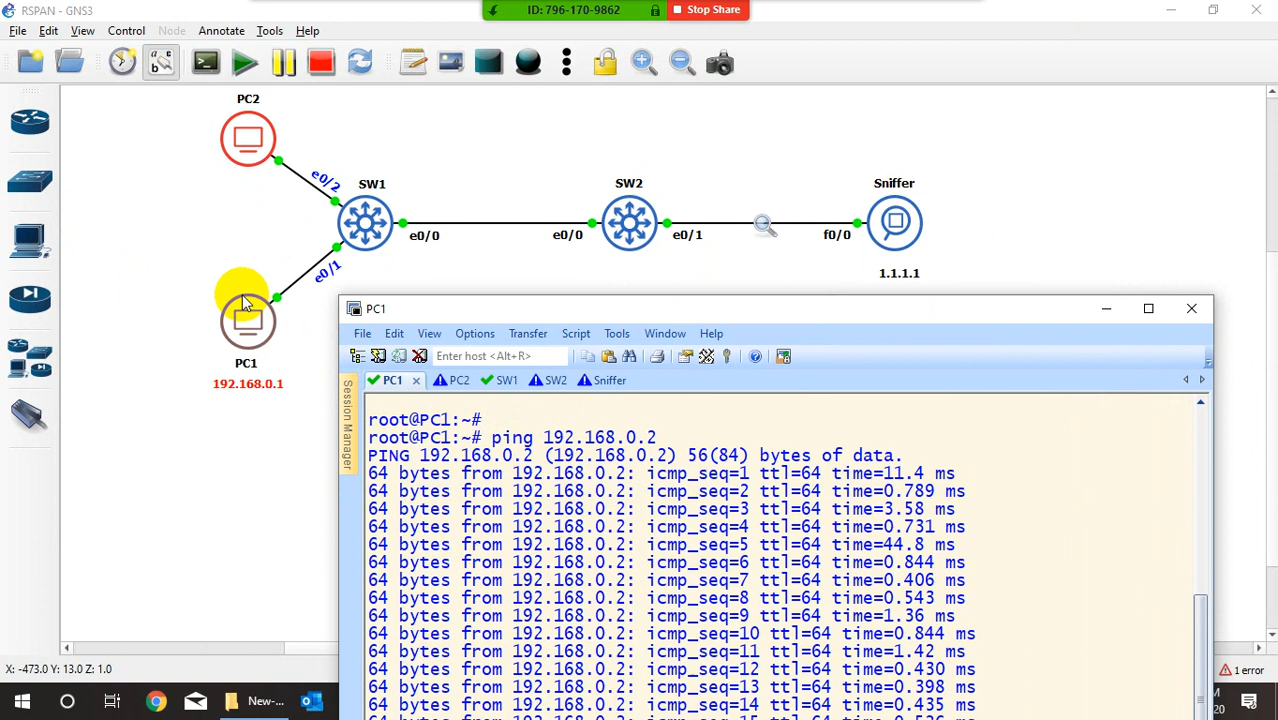 RSPAN - GNS3
ID: 796-170-9862
Stop Share
File Edit View Control Node Annotate Tools Help
PC2
e0/2
SW1
SW2
Sniffer
e0/0
e0/0
e0/1
f0/0
e0/1
1.1.1.1
PC1
192.168.0.1
PC1
File Edit View Options Transfer Script Tools Window Help
Enter host <Alt+R>
Session Manager
PC1 PC2 SW1 SW2 Sniffer
root@PC1:~#
root@PC1:~# ping 192.168.0.2
PING 192.168.0.2 (192.168.0.2) 56(84) bytes of data.
64 bytes from 192.168.0.2: icmp_seq=1 ttl=64 time=11.4 ms
64 bytes from 192.168.0.2: icmp_seq=2 ttl=64 time=0.789 ms
64 bytes from 192.168.0.2: icmp_seq=3 ttl=64 time=3.58 ms
64 bytes from 192.168.0.2: icmp_seq=4 ttl=64 time=0.731 ms
64 bytes from 192.168.0.2: icmp_seq=5 ttl=64 time=44.8 ms
64 bytes from 192.168.0.2: icmp_seq=6 ttl=64 time=0.844 ms
64 bytes from 192.168.0.2: icmp_seq=7 ttl=64 time=0.406 ms
64 bytes from 192.168.0.2: icmp_seq=8 ttl=64 time=0.543 ms
64 bytes from 192.168.0.2: icmp_seq=9 ttl=64 time=1.36 ms
64 bytes from 192.168.0.2: icmp_seq=10 ttl=64 time=0.844 ms
64 bytes from 192.168.0.2: icmp_seq=11 ttl=64 time=1.42 ms
64 bytes from 192.168.0.2: icmp_seq=12 ttl=64 time=0.430 ms
64 bytes from 192.168.0.2: icmp_seq=13 ttl=64 time=0.398 ms
64 bytes from 192.168.0.2: icmp_seq=14 ttl=64 time=0.655 ms
X: -473.0 Y: 13.0 Z: 1.0
1 error
New-...